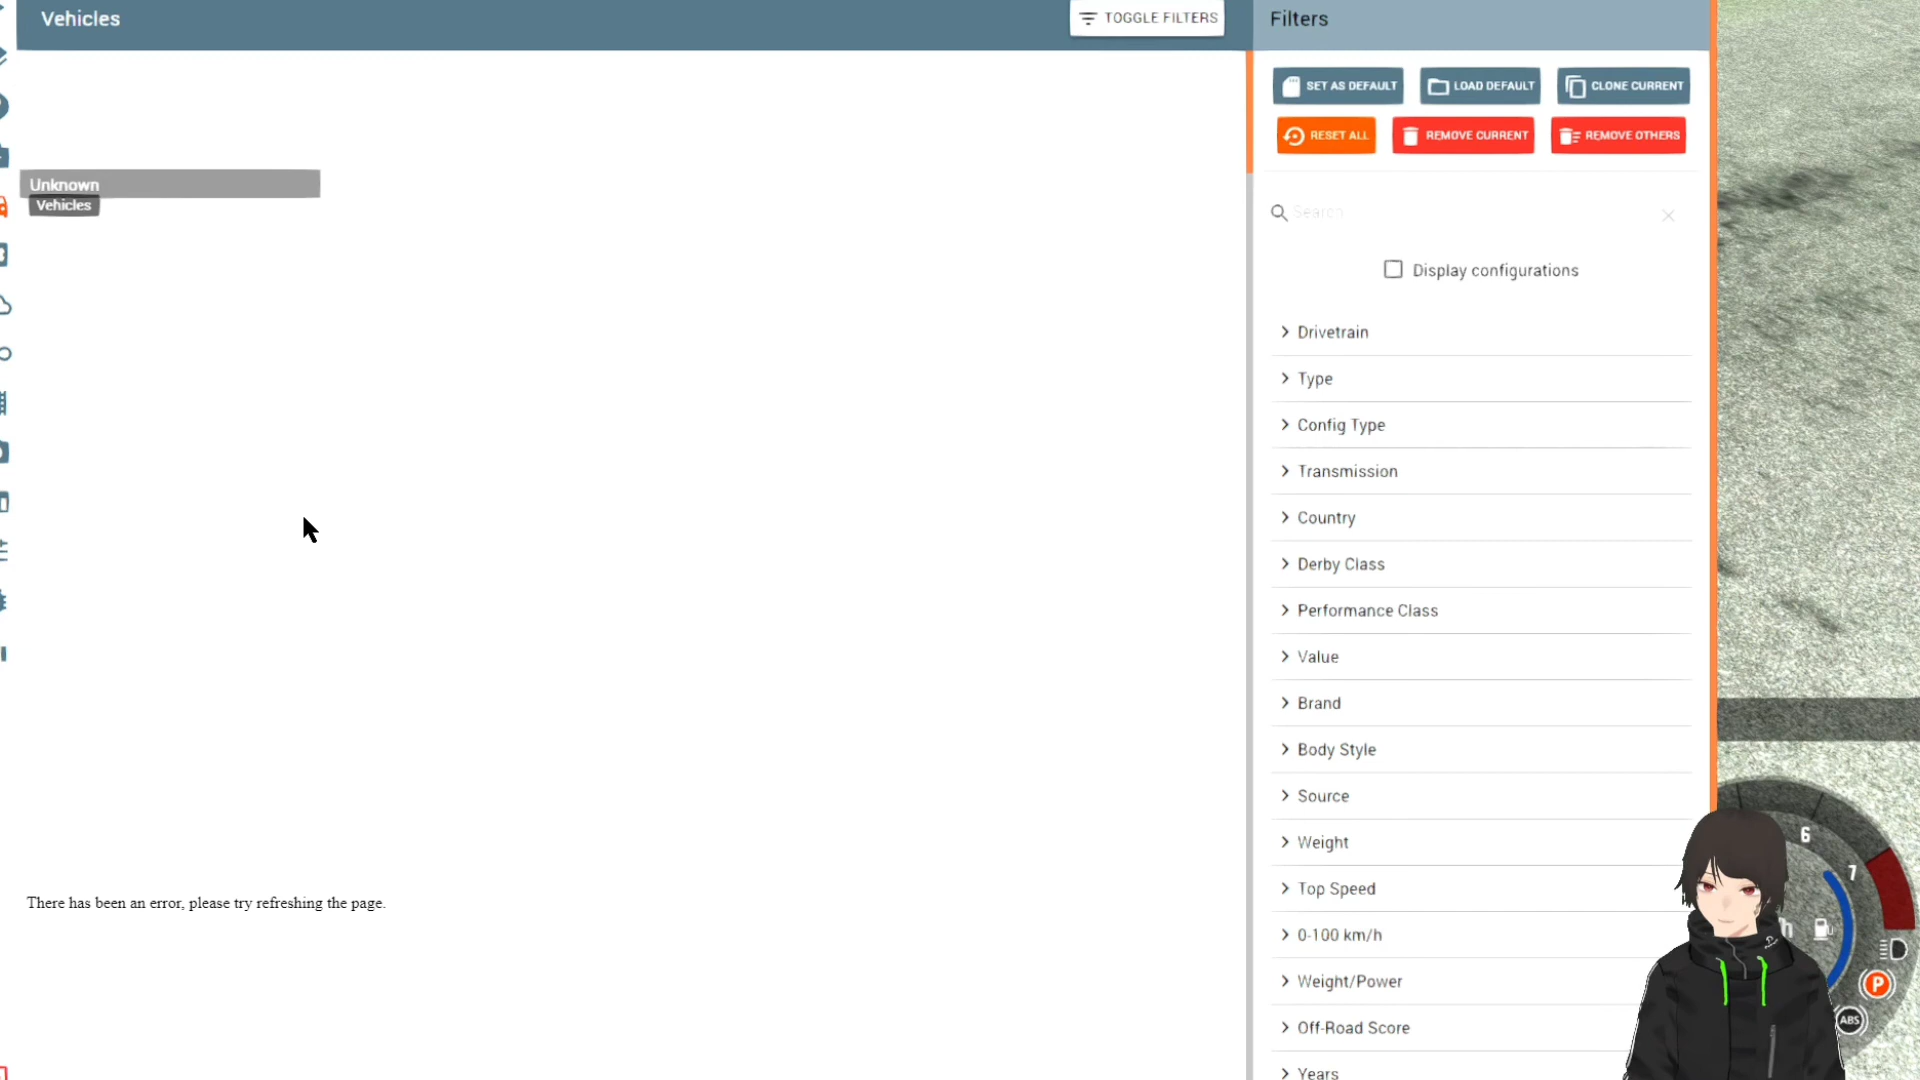 Vehicles
TOGGLE FILTERS
Filters
SET AS DEFAULT
LOAD DEFAULT
CLONE CURRENT
RESET ALL
REMOVE CURRENT
REMOVE OTHERS
Unknown
Vehicles
Search
Display configurations
Drivetrain
Type
Config Type
Transmission
Country
Derby Class
Performance Class
Value
Brand
Body Style
Source
Weight
Top Speed
0-100 km/h
Weight/Power
Off-Road Score
Years
There has been an error, please try refreshing the page.
6
7
h
P
ABS